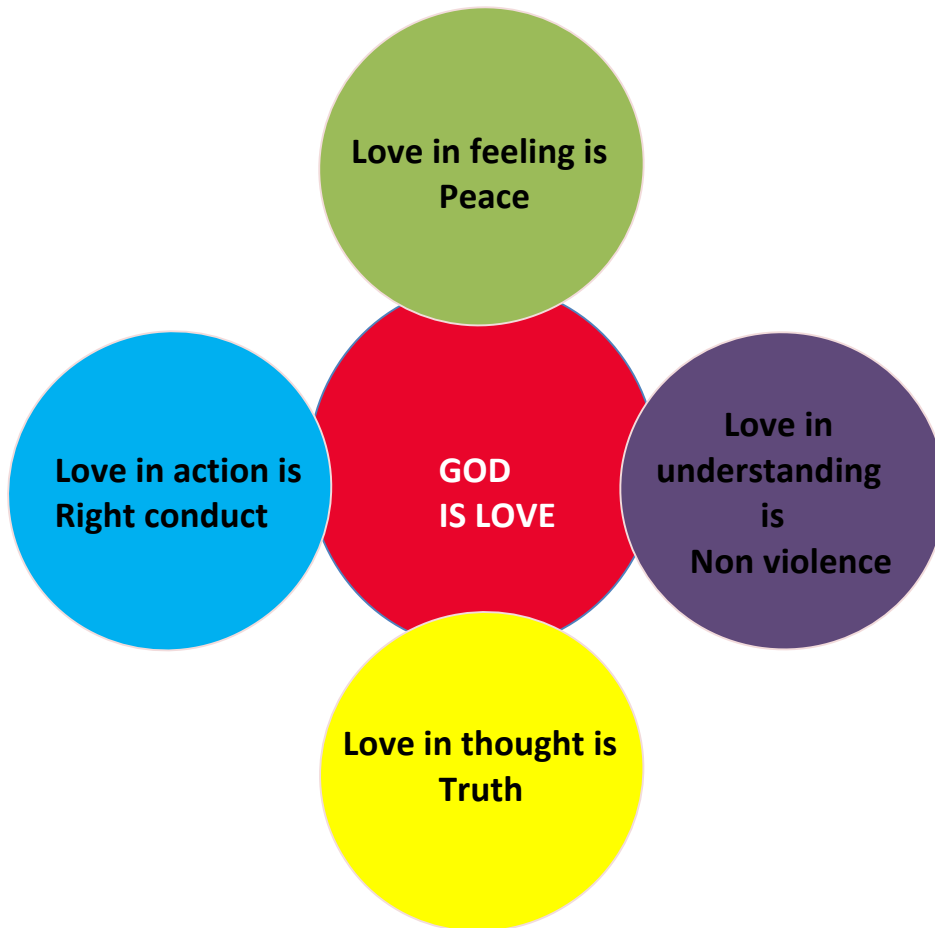 Love in feeling is
Peace
Love in action is
Right conduct
GOD
IS LOVE
Love in
understanding
is
Non violence
Love in thought is
Truth